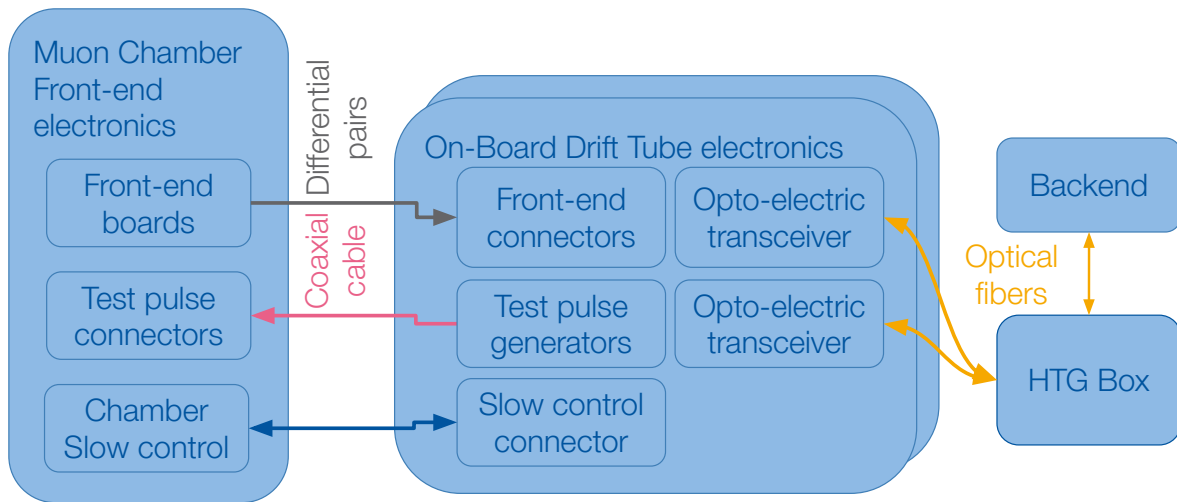 Muon Chamber
Front-end
electronics
Front-end
boards
Test pulse
connectors
Chamber
Slow control
Differential
pairs
Coaxial
cable
On-Board Drift Tube electronics
Front-end
connectors
Opto-electric
transceiver
Test pulse
generators
Opto-electric
transceiver
Slow control
connector
Backend
Optical
fibers
HTG Box